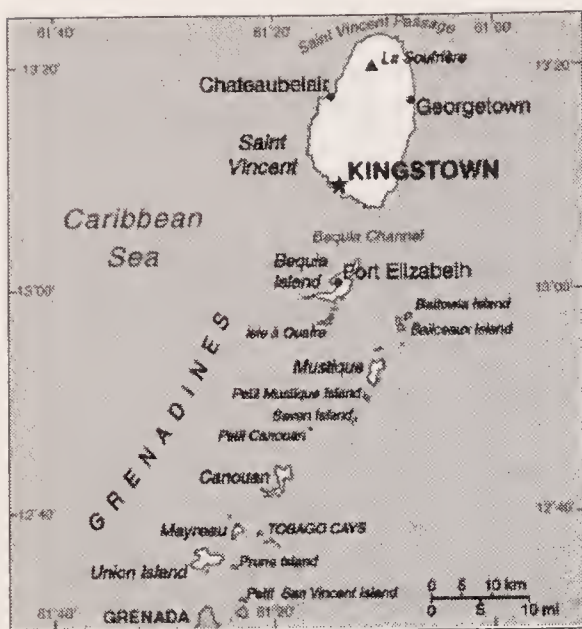 61 40
61 20
61 00
Saint Vincent Passage
13 20
La Soufrière
13 20
Chateaubelair
Georgetown
Saint
Vincent
KINGSTOWN
Caribbean
Sea
Bequia Channel
Bequia
Island
Port Elizabeth
13 00
13 00
Baliceaux Island
Isle à Quatre
Mustique
Petit Mustique Island
Savan Island
Petit Canouan
GRENADINES
Canouan
12 40
12 40
Mayreau
TOBAGO CAYS
Union Island
Prune Island
Petit San Vincent Island
0 5 10 km
0 5 10 mi
61 40
GRENADA
61 20